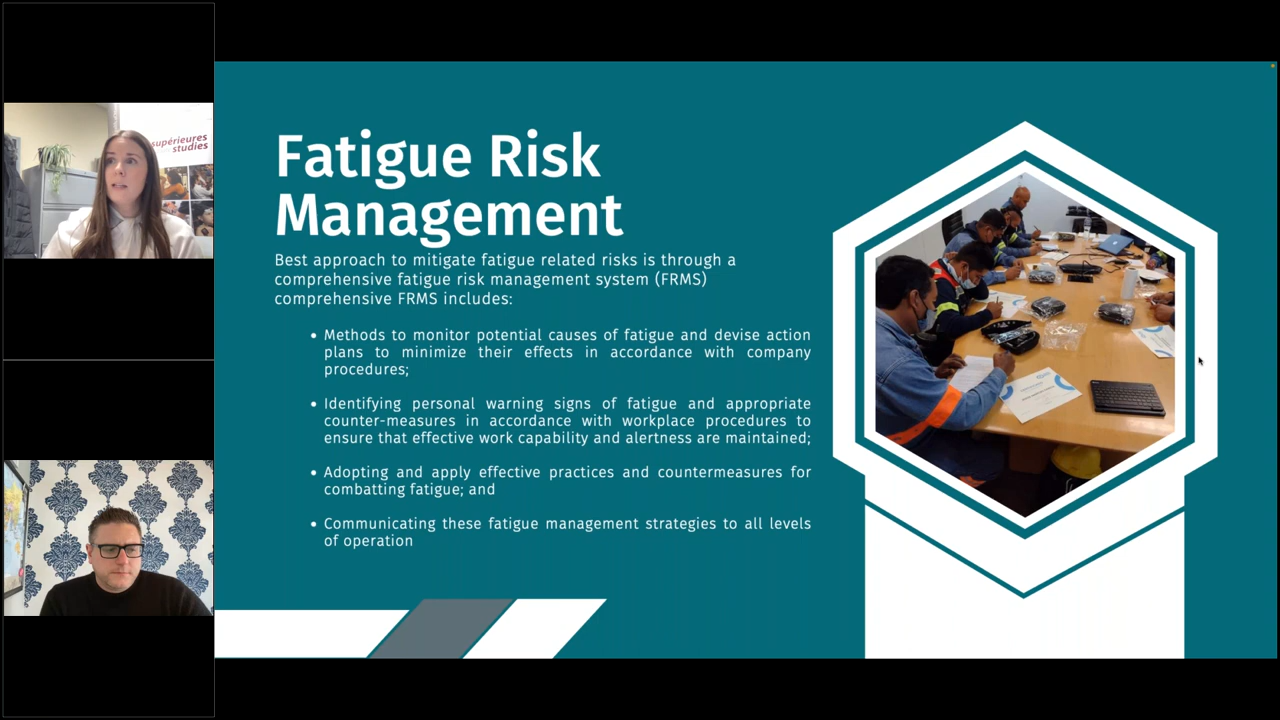 supérieures
studies
Fatigue Risk
Management
Best approach to mitigate fatigue related risks is through a
comprehensive fatigue risk management system (FRMS)
comprehensive FRMS includes:
• Methods to monitor potential causes of fatigue and devise action
plans to minimize their effects in accordance with company
procedures;
• Identifying personal warning signs of fatigue and appropriate
counter-measures in accordance with workplace procedures to
ensure that effective work capability and alertness are maintained;
• Adopting and apply effective practices and countermeasures for
combatting fatigue; and
• Communicating these fatigue management strategies to all levels
of operation